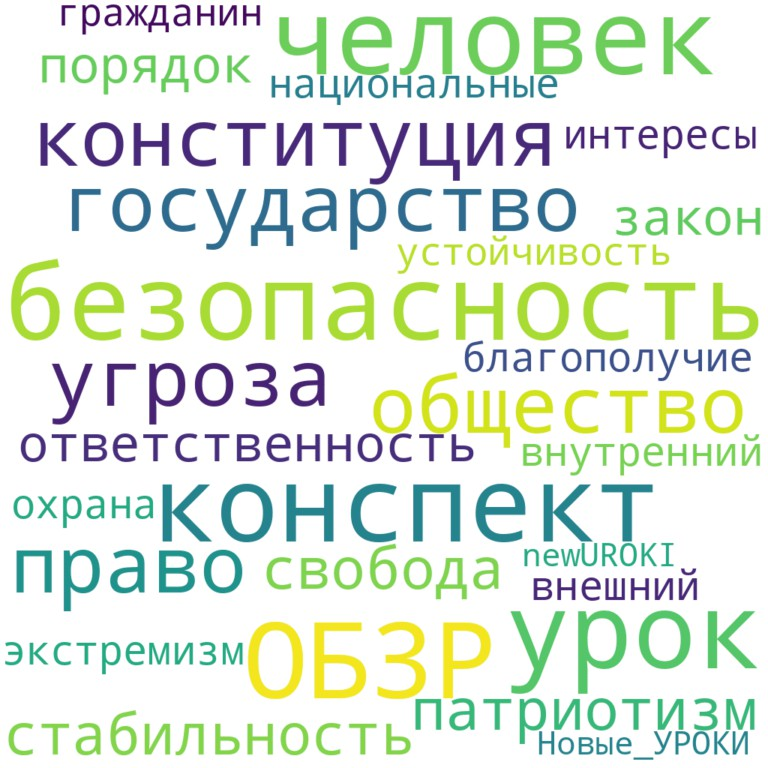 гражданин
человек
порядок
национальные
конституция
интересы
государство
закон
устойчивость
безопасность
благополучие
угроза
общество
ответственность
внутренний
конспект
охрана
право
свобода
newUROKI
внешний
ОБЗР
урок
экстремизм
патриотизм
стабильность
Новые_УРОКИ